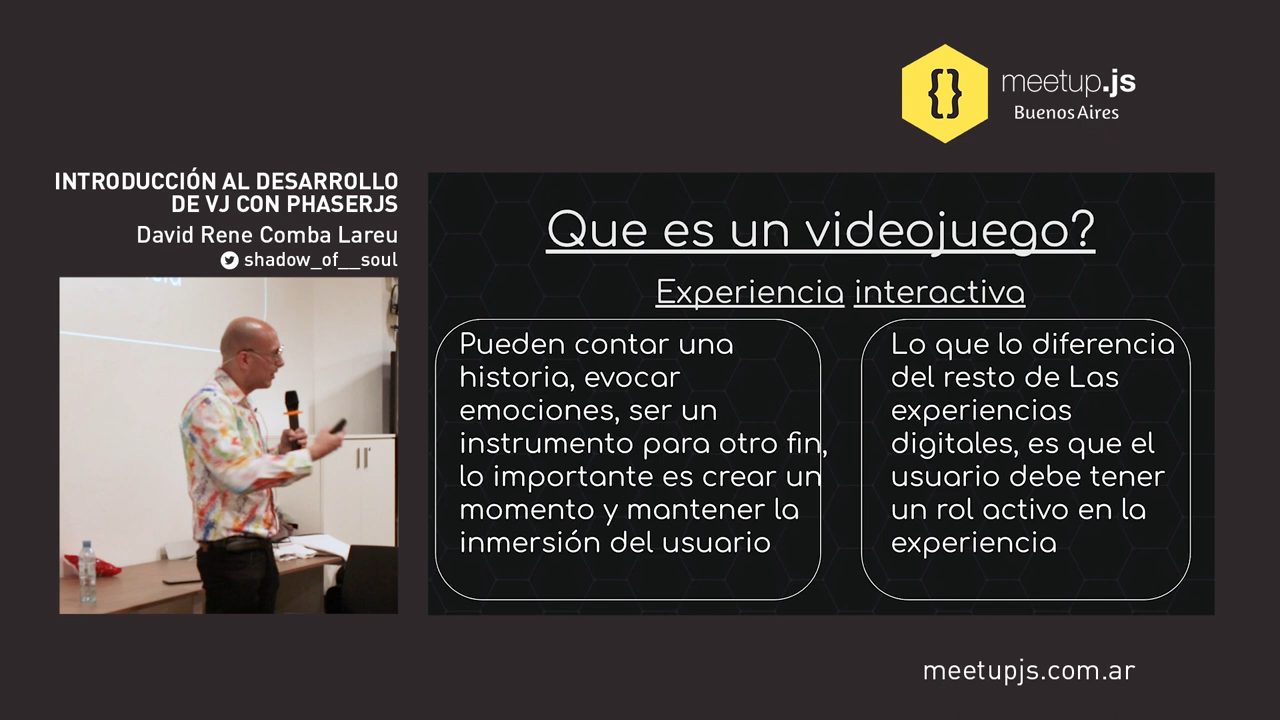 {} meetup.js
Buenos Aires
INTRODUCCIÓN AL DESARROLLO
DE VJ CON PHASERJS
David Rene Comba Lareu
shadow_of__soul
Que es un videojuego?
Experiencia interactiva
Pueden contar una
historia, evocar
emociones, ser un
instrumento para otro fin,
lo importante es crear un
momento y mantener la
inmersión del usuario
Lo que lo diferencia
del resto de Las
experiencias
digitales, es que el
usuario debe tener
un rol activo en la
experiencia
meetupjs.com.ar